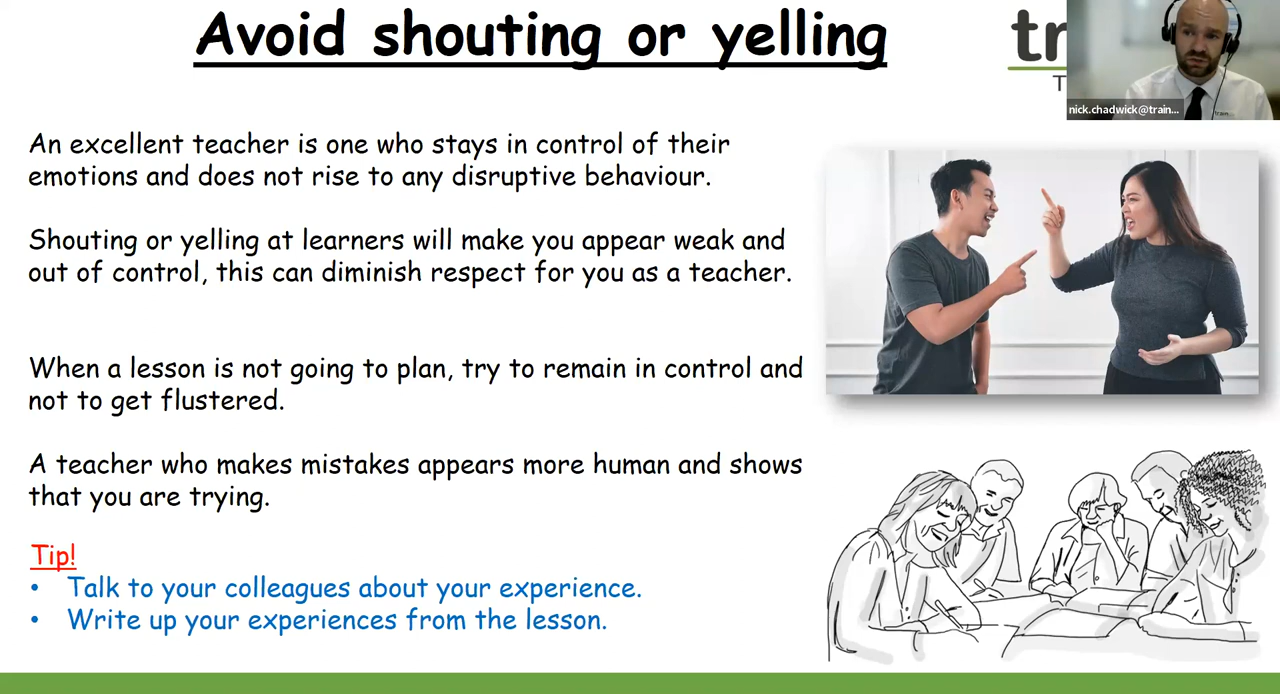 Avoid shouting or yelling
tr
T
nick.chadwick@train...
An excellent teacher is one who stays in control of their
emotions and does not rise to any disruptive behaviour.
Shouting or yelling at learners will make you appear weak and
out of control, this can diminish respect for you as a teacher.
When a lesson is not going to plan, try to remain in control and
not to get flustered.
A teacher who makes mistakes appears more human and shows
that you are trying.
Tip!
• Talk to your colleagues about your experience.
• Write up your experiences from the lesson.